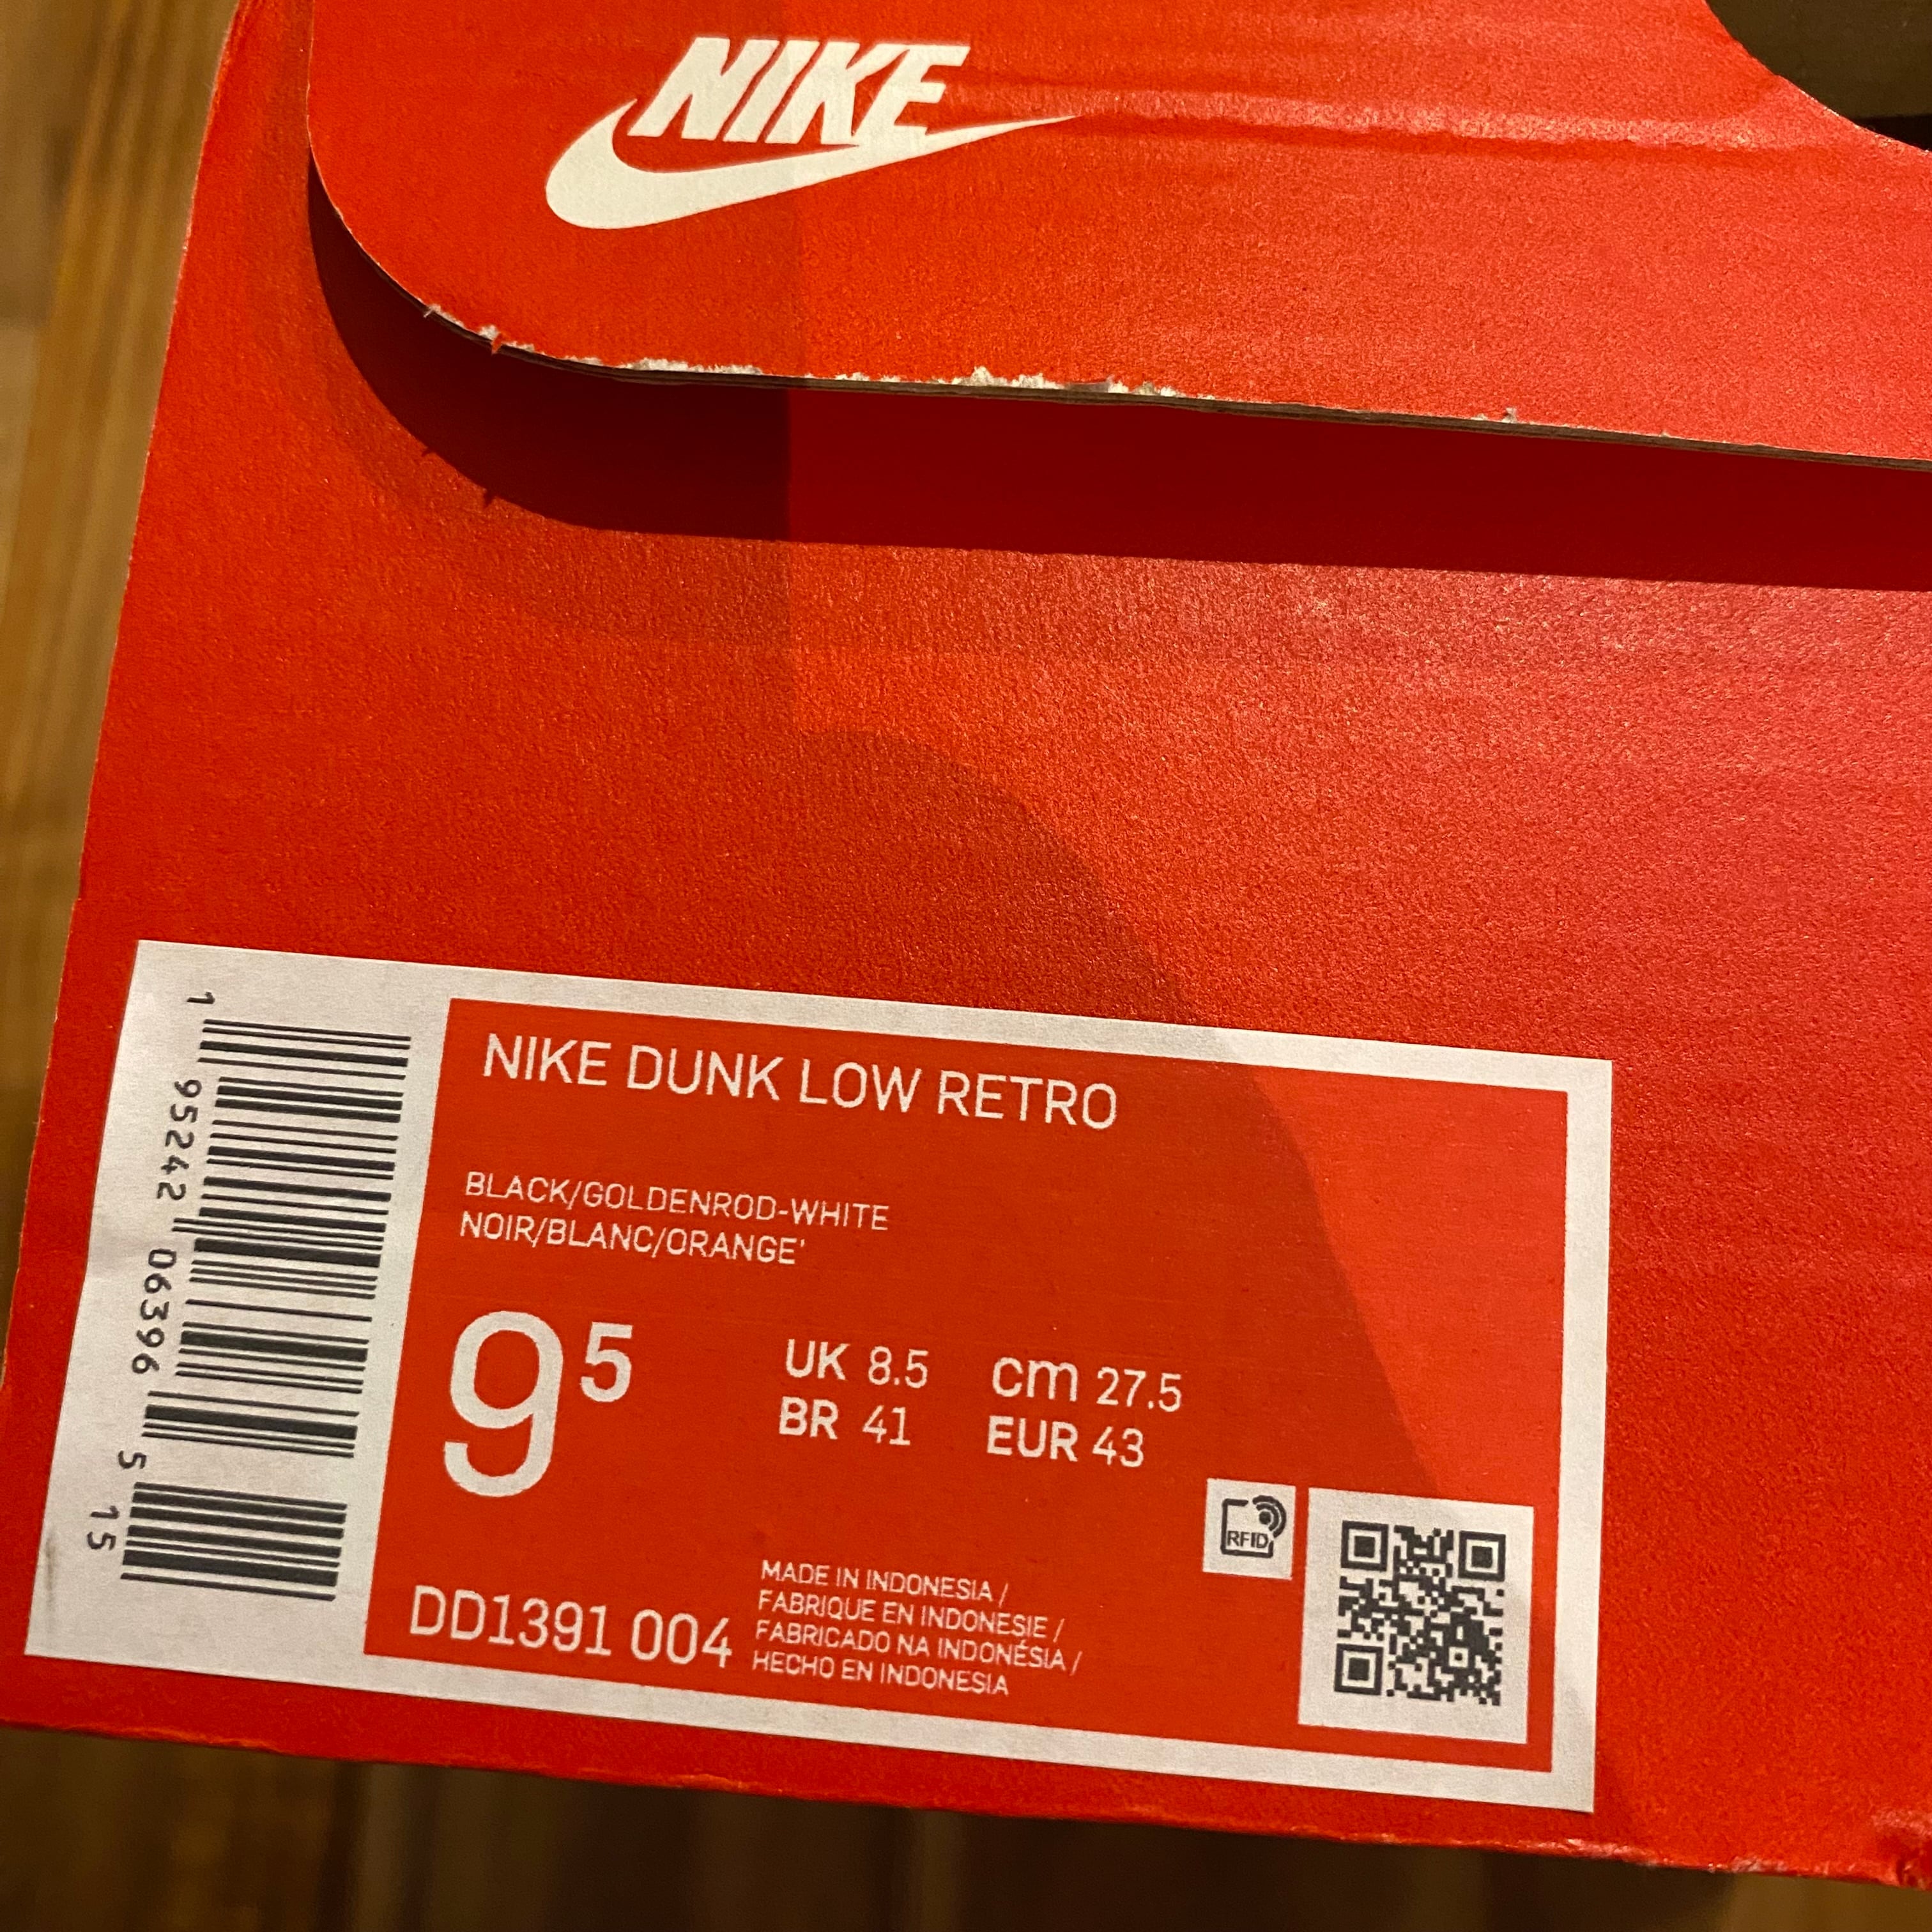 NIKE
NIKE DUNK LOW RETRO
BLACK/GOLDENROD-WHITE
NOIR/BLANC/ORANGE'
9⁵
UK 8.5 cm 27.5
BR 41 EUR 43
RFID
DD1391 004
MADE IN INDONESIA /
FABRIQUE EN INDONESIE /
FABRICADO NA INDONÉSIA /
HECHO EN INDONESIA
1 95242 06396 5 15